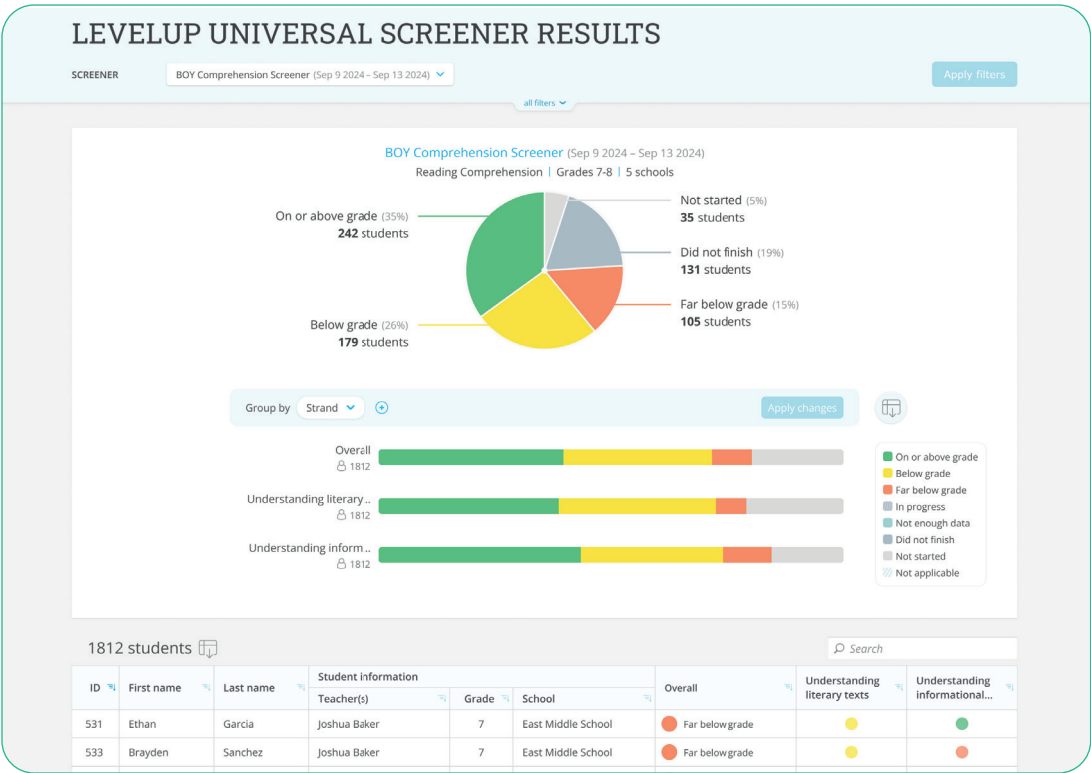 LEVELUP UNIVERSAL SCREENER RESULTS
SCREENER
BOY Comprehension Screener (Sep 9 2024 – Sep 13 2024)
Apply filters
all filters
BOY Comprehension Screener (Sep 9 2024 – Sep 13 2024)
Reading Comprehension | Grades 7-8 | 5 schools
On or above grade (35%)
242 students
Not started (5%)
35 students
Did not finish (19%)
131 students
Far below grade (15%)
105 students
Below grade (26%)
179 students
Group by Strand
Apply changes
Overall
1812
Understanding literary ..
1812
Understanding inform ..
1812
On or above grade
Below grade
Far below grade
In progress
Not enough data
Did not finish
Not started
Not applicable
1812 students
Search
ID First name Last name Student information Overall Understanding literary texts Understanding informational...
Teacher(s) Grade School
531 Ethan Garcia Joshua Baker 7 East Middle School Far below grade
533 Brayden Sanchez Joshua Baker 7 East Middle School Far below grade